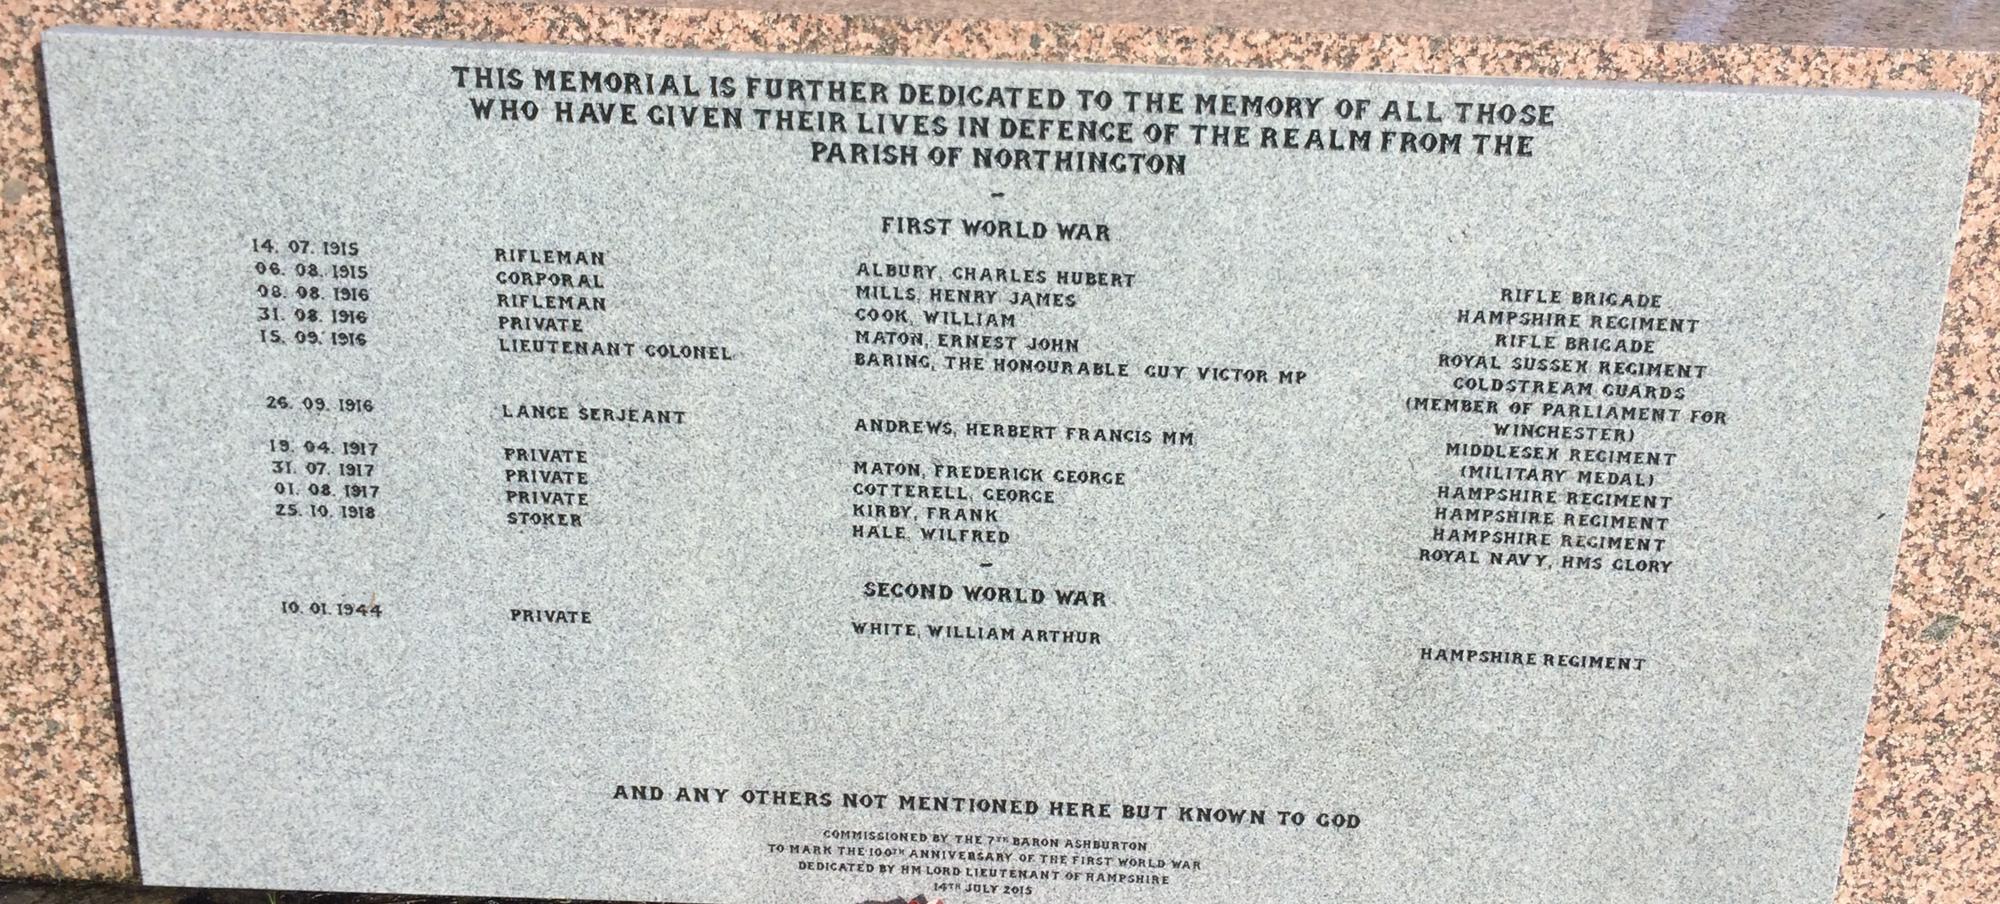 THIS MEMORIAL IS FURTHER DEDICATED TO THE MEMORY OF ALL THOSE
WHO HAVE GIVEN THEIR LIVES IN DEFENCE OF THE REALM FROM THE
PARISH OF NORTHINGTON
–
FIRST WORLD WAR
14. 07. 1915 RIFLEMAN ALBURY, CHARLES HUBERT RIFLE BRIGADE
06. 08. 1915 CORPORAL MILLS, HENRY JAMES HAMPSHIRE REGIMENT
08. 08. 1916 RIFLEMAN COOK, WILLIAM RIFLE BRIGADE
31. 08. 1916 PRIVATE MATON, ERNEST JOHN ROYAL SUSSEX REGIMENT
15. 09. 1916 LIEUTENANT COLONEL BARING, THE HONOURABLE GUY VICTOR MP COLDSTREAM GUARDS
(MEMBER OF PARLIAMENT FOR
WINCHESTER)
26. 09. 1916 LANCE SERJEANT ANDREWS, HERBERT FRANCIS MM MIDDLESEX REGIMENT
(MILITARY MEDAL)
19. 04. 1917 PRIVATE MATON, FREDERICK GEORGE HAMPSHIRE REGIMENT
31. 07. 1917 PRIVATE COTTERELL, GEORGE HAMPSHIRE REGIMENT
01. 08. 1917 PRIVATE KIRBY, FRANK HAMPSHIRE REGIMENT
25. 10. 1918 STOKER HALE, WILFRED ROYAL NAVY, HMS GLORY
–
SECOND WORLD WAR
10. 01. 1944 PRIVATE WHITE, WILLIAM ARTHUR HAMPSHIRE REGIMENT
AND ANY OTHERS NOT MENTIONED HERE BUT KNOWN TO GOD
COMMISSIONED BY THE 7TH BARON ASHBURTON
TO MARK THE 100TH ANNIVERSARY OF THE FIRST WORLD WAR
DEDICATED BY HM LORD LIEUTENANT OF HAMPSHIRE
14TH JULY 2015